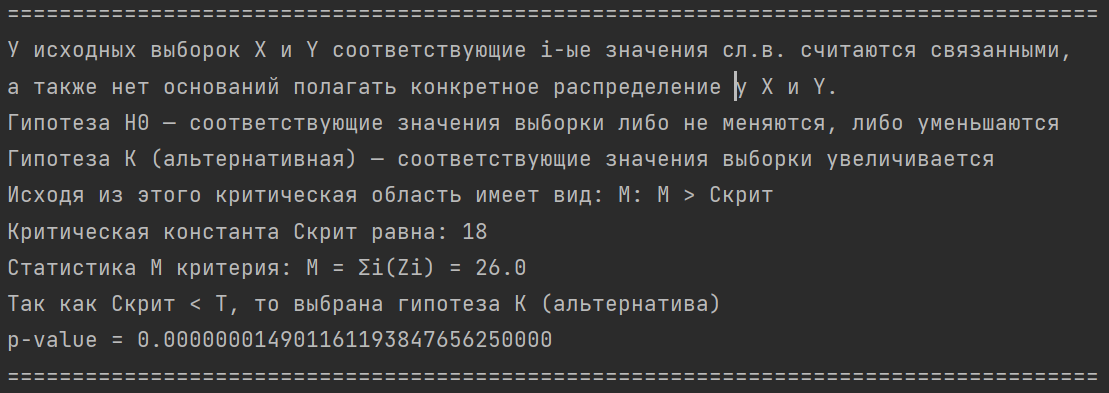 ====================================================================================
У исходных выборок X и Y соответствующие i-ые значения сл.в. считаются связанными,
а также нет оснований полагать конкретное распределение у X и Y.
Гипотеза H0 – соответствующие значения выборки либо не меняются, либо уменьшаются
Гипотеза K (альтернативная) – соответствующие значения выборки увеличивается
Исходя из этого критическая область имеет вид: M: M > Cкрит
Критическая константа Cкрит равна: 18
Статистика M критерия: M = Σi(Zi) = 26.0
Так как Cкрит < T, то выбрана гипотеза K (альтернатива)
p-value = 0.00000001490116119384765625​0000
====================================================================================